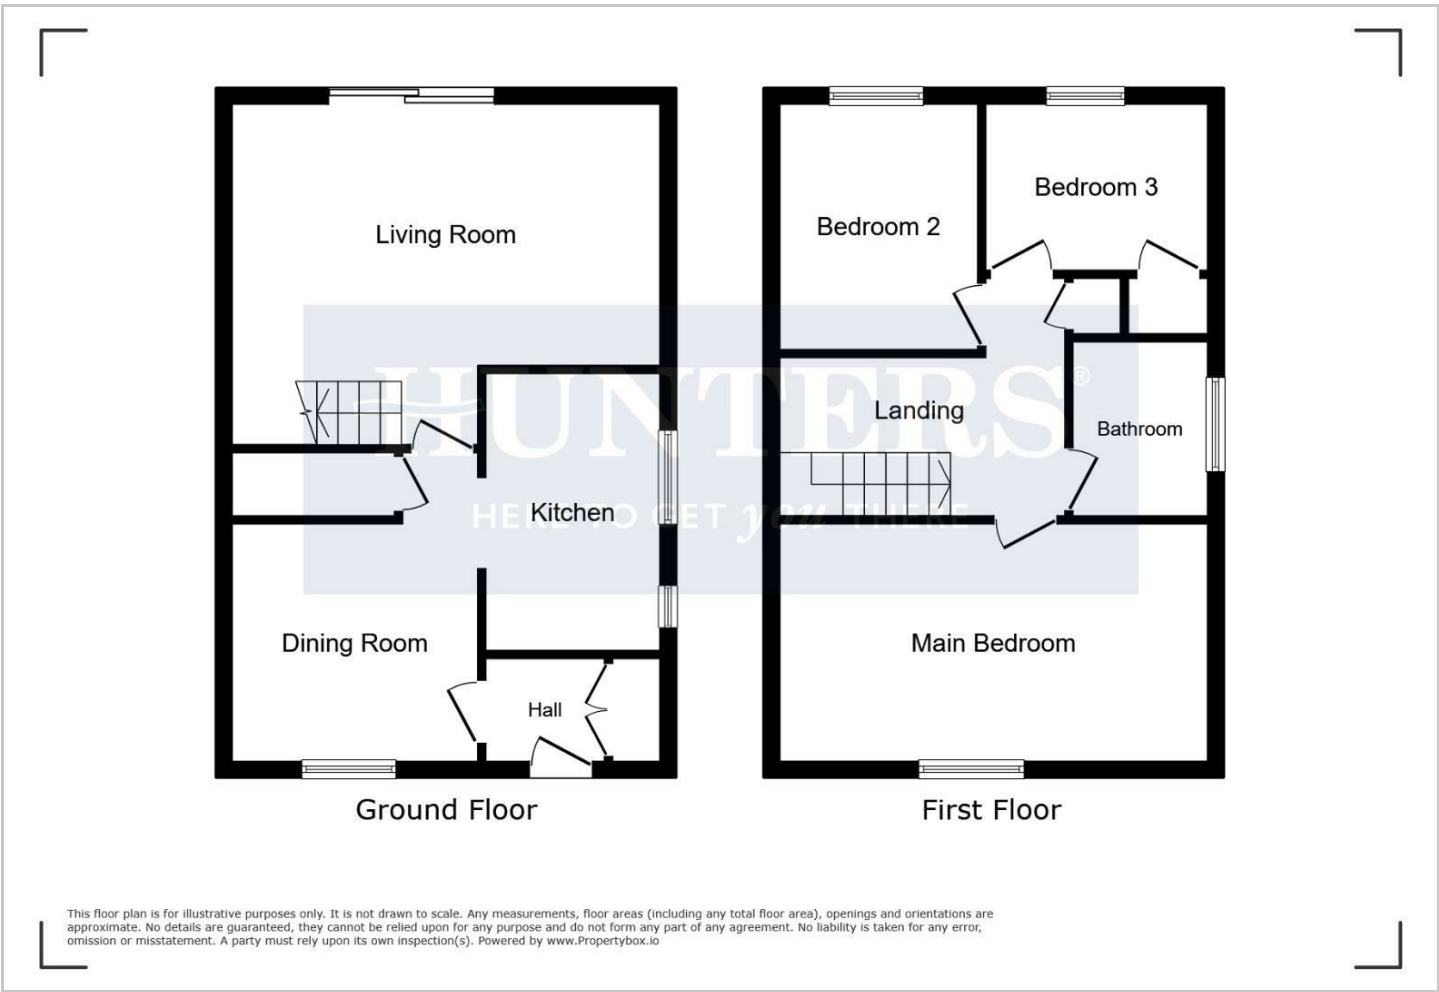 Living Room
Kitchen
Dining Room
Hall
Ground Floor
Bedroom 2
Bedroom 3
Landing
Bathroom
Main Bedroom
First Floor
HUNTERS®
HERE TO GET you THERE
This floor plan is for illustrative purposes only. It is not drawn to scale. Any measurements, floor areas (including any total floor area), openings and orientations are
approximate. No details are guaranteed, they cannot be relied upon for any purpose and do not form any part of any agreement. No liability is taken for any error,
omission or misstatement. A party must rely upon its own inspection(s). Powered by www.Propertybox.io